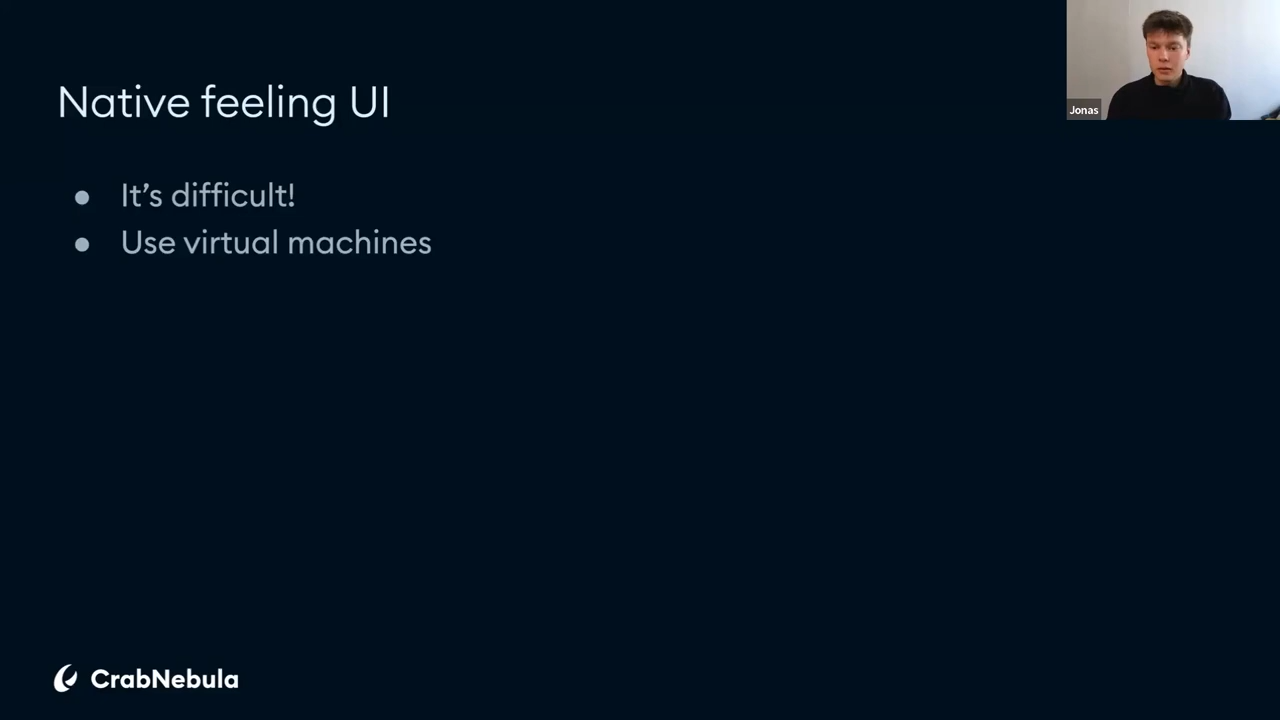 Native feeling UI
Jonas
● It’s difficult!
● Use virtual machines
CrabNebula